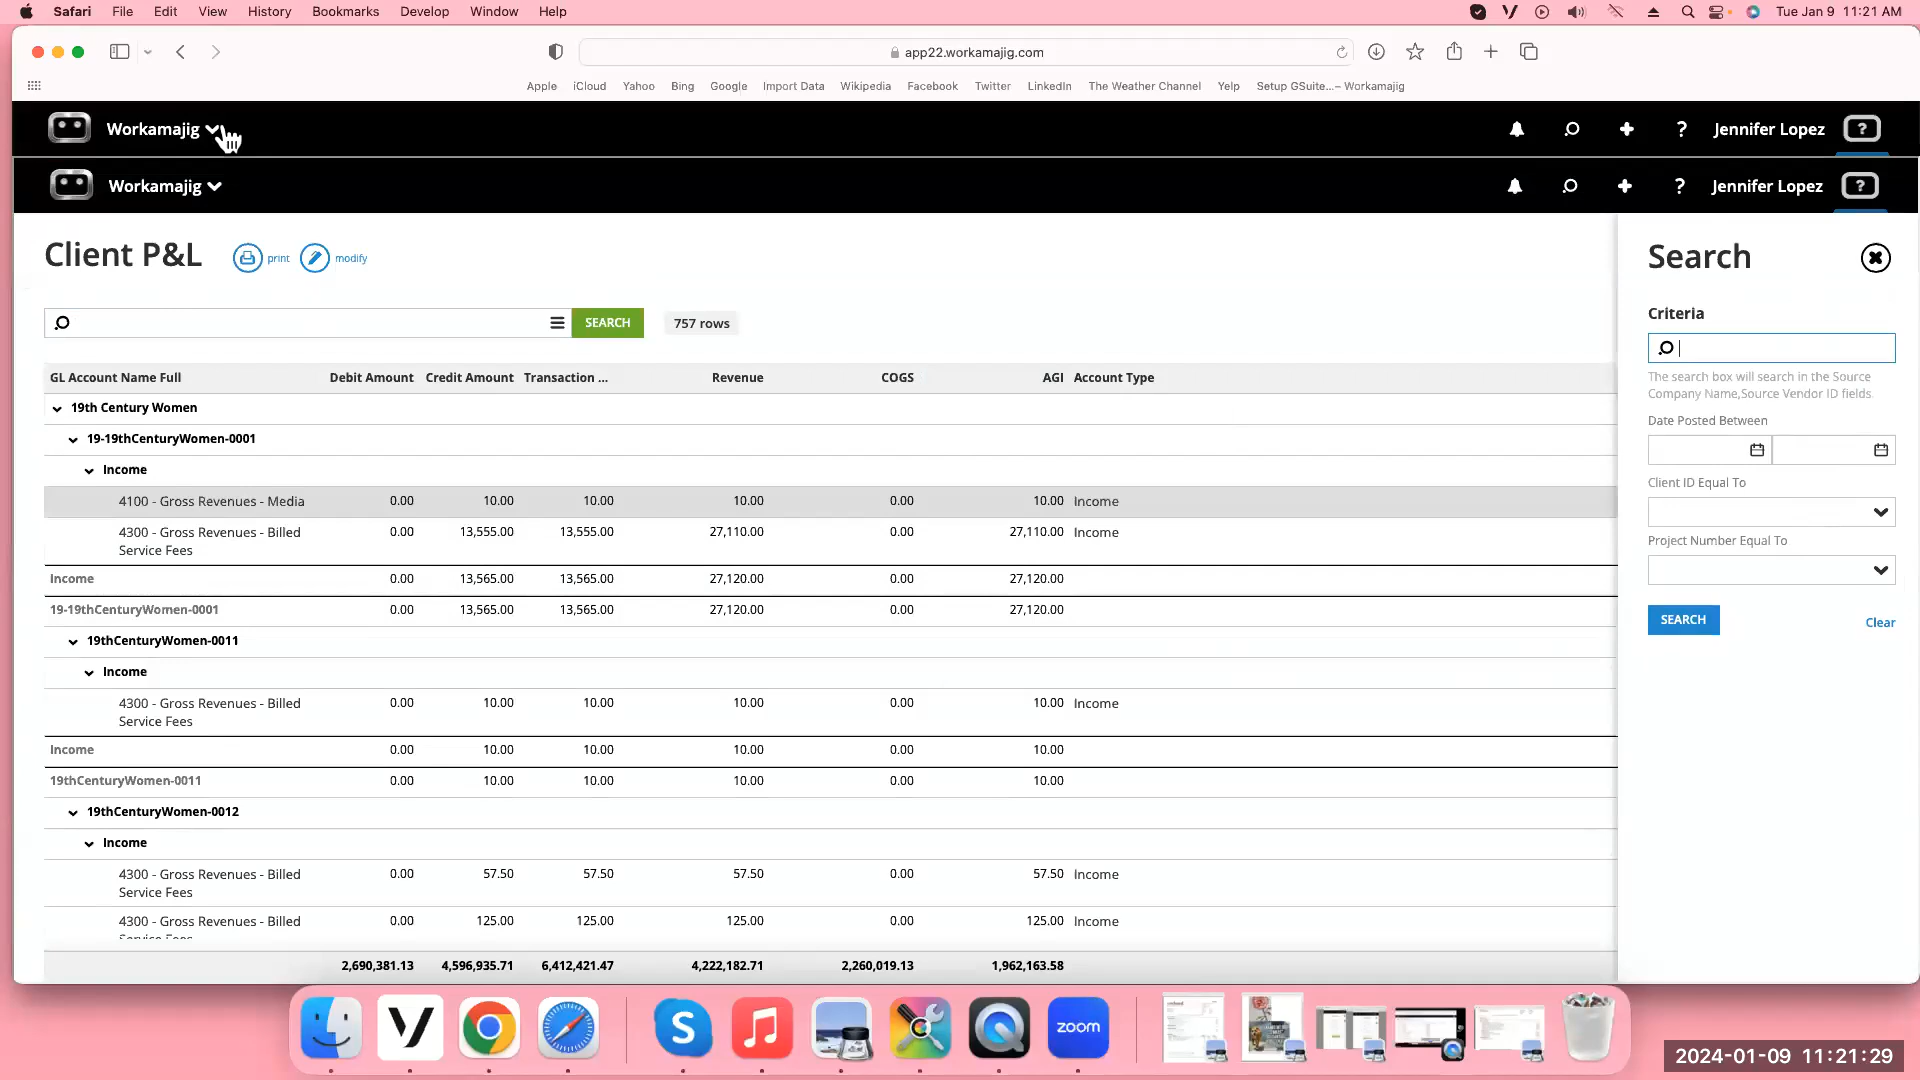 Safari File Edit View History Bookmarks Develop Window Help Tue Jan 9 11:21 AM
app22.workamajig.com
Apple iCloud Yahoo Bing Google Import Data Wikipedia Facebook Twitter LinkedIn The Weather Channel Yelp Setup GSuite...– Workamajig
Workamajig ? Jennifer Lopez ?
Workamajig ? Jennifer Lopez ?
Client P&L print modify
SEARCH 757 rows
GL Account Name Full Debit Amount Credit Amount Transaction ... Revenue COGS AGI Account Type
19th Century Women
19-19thCenturyWomen-0001
Income
4100 - Gross Revenues - Media 0.00 10.00 10.00 10.00 0.00 10.00 Income
4300 - Gross Revenues - Billed 0.00 13,555.00 13,555.00 27,110.00 0.00 27,110.00 Income
Service Fees
Income 0.00 13,565.00 13,565.00 27,120.00 0.00 27,120.00
19-19thCenturyWomen-0001 0.00 13,565.00 13,565.00 27,120.00 0.00 27,120.00
19thCenturyWomen-0011
Income
4300 - Gross Revenues - Billed 0.00 10.00 10.00 10.00 0.00 10.00 Income
Service Fees
Income 0.00 10.00 10.00 10.00 0.00 10.00
19thCenturyWomen-0011 0.00 10.00 10.00 10.00 0.00 10.00
19thCenturyWomen-0012
Income
4300 - Gross Revenues - Billed 0.00 57.50 57.50 57.50 0.00 57.50 Income
Service Fees
4300 - Gross Revenues - Billed 0.00 125.00 125.00 125.00 0.00 125.00 Income
Service Fees
2,690,381.13 4,596,935.71 6,412,421.47 4,222,182.71 2,260,019.13 1,962,163.58
Search
Criteria
The search box will search in the Source
Company Name,Source Vendor ID fields.
Date Posted Between
Client ID Equal To
Project Number Equal To
SEARCH Clear
zoom
2024-01-09 11:21:29